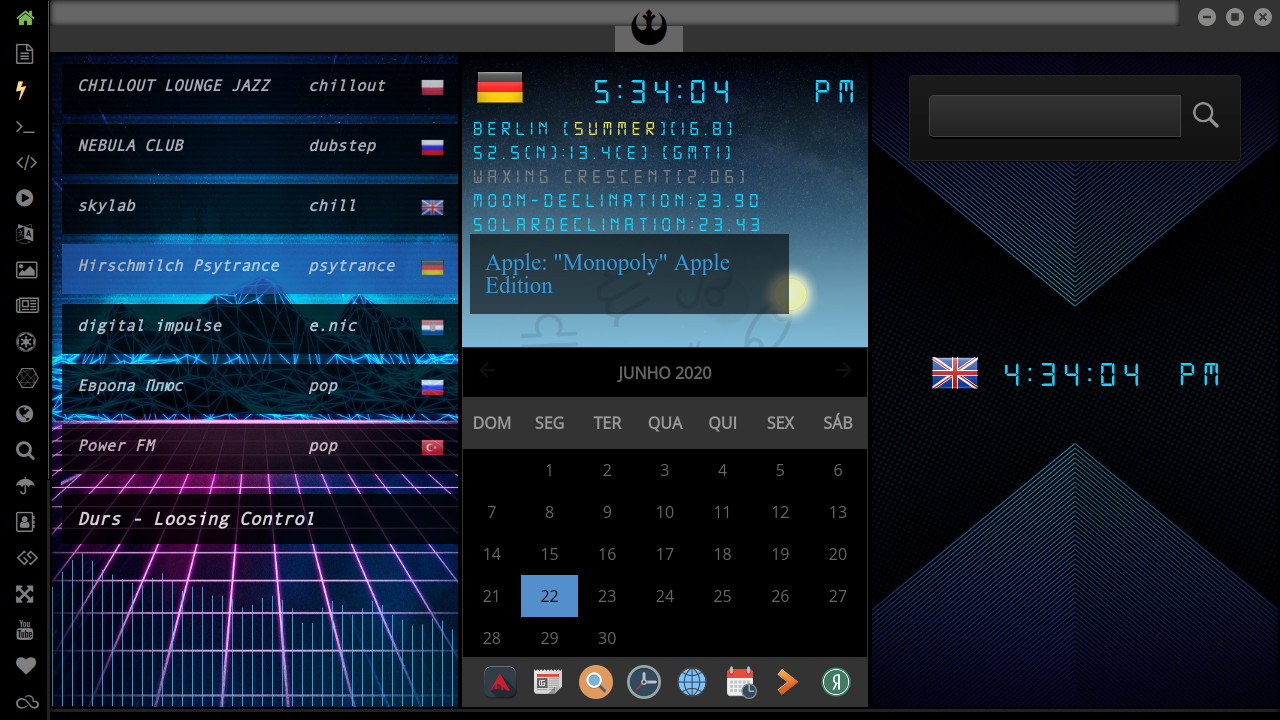 CHILLOUT LOUNGE JAZZ chillout
NEBULA CLUB dubstep
skylab chill
Hirschmilch Psytrance psytrance
digital impulse e.nic
Европа Плюс pop
Power FM pop
Durs - Loosing Control
5:34:04 PM
BERLIN (SUMMER)(16.8)
52.5(N):13.4(E) (GMT1)
WAXING CRESCENT(2.06)
MOON-DECLINATION:23.90
SOLARDECLINATION:23.43
Apple: "Monopoly" Apple
Edition
JUNHO 2020
DOM SEG TER QUA QUI SEX SÁB
1 2 3 4 5 6
7 8 9 10 11 12 13
14 15 16 17 18 19 20
21 22 23 24 25 26 27
28 29 30
4:34:04 PM
You
Tube
Я